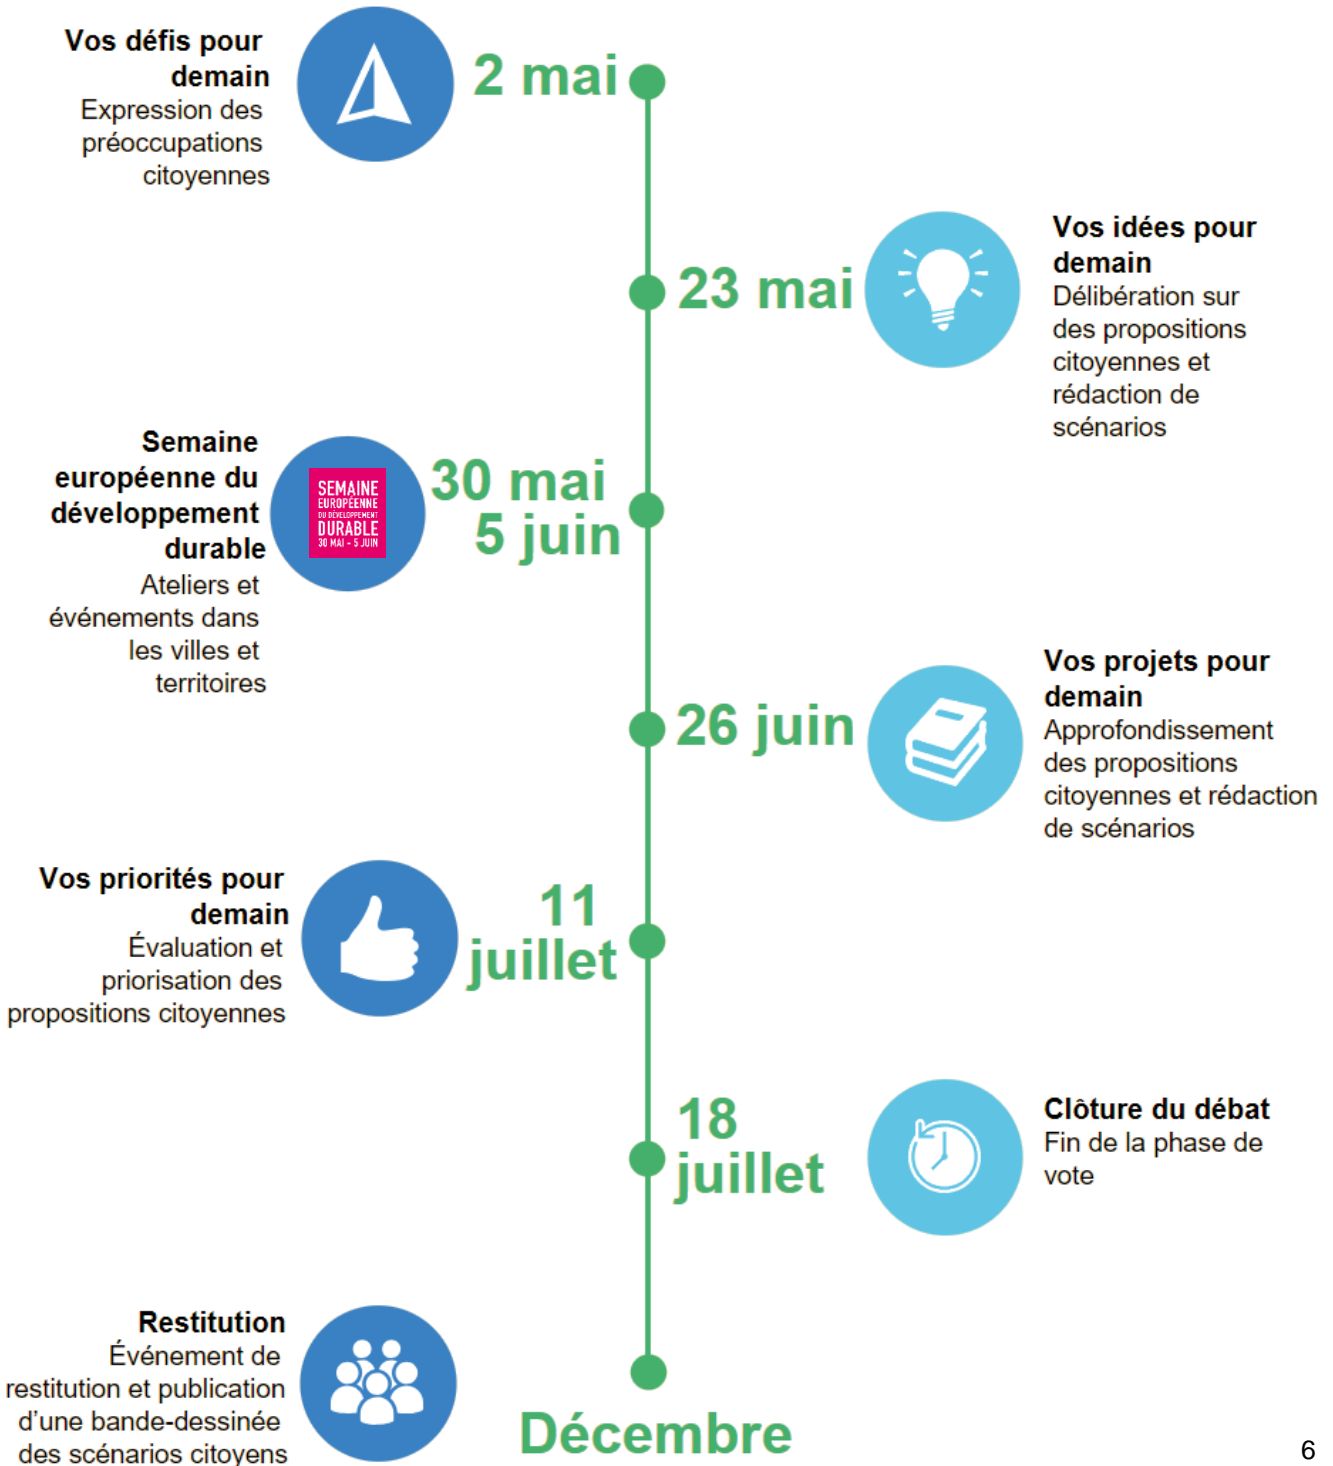 Vos défis pour
demain
Expression des
préoccupations
citoyennes
2 mai
23 mai
Vos idées pour
demain
Délibération sur
des propositions
citoyennes et
rédaction de
scénarios
Semaine
européenne du
développement
durable
Ateliers et
événements dans
les villes et
territoires
SEMAINE
EUROPÉENNE
DU DÉVELOPPEMENT
DURABLE
30 MAI - 5 JUIN
30 mai
5 juin
26 juin
Vos projets pour
demain
Approfondissement
des propositions
citoyennes et rédaction
de scénarios
Vos priorités pour
demain
Évaluation et
priorisation des
propositions citoyennes
11
juillet
18
juillet
Clôture du débat
Fin de la phase de
vote
Restitution
Événement de
restitution et publication
d'une bande-dessinée
des scénarios citoyens
Décembre
6